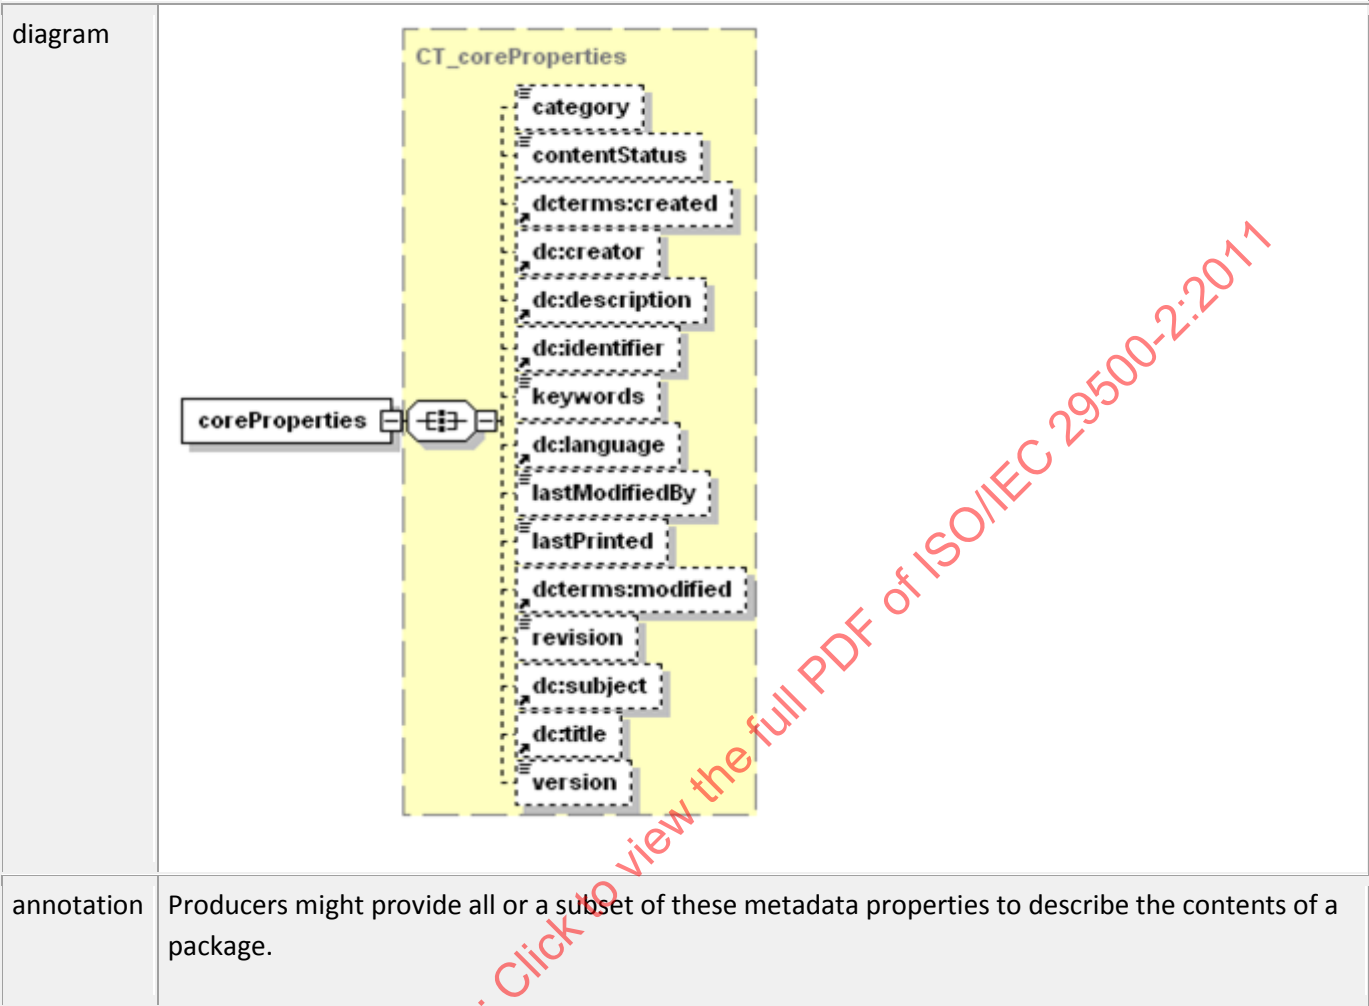 diagram
CT_coreProperties
category
contentStatus
dcterms:created
dc:creator
dc:description
dc:identifier
keywords
coreProperties
dc:language
lastModifiedBy
lastPrinted
dcterms:modified
revision
dc:subject
dc:title
version
annotation
Producers might provide all or a subset of these metadata properties to describe the contents of a
package.
: Click to view the full PDF of ISO/IEC 29500-2:2011